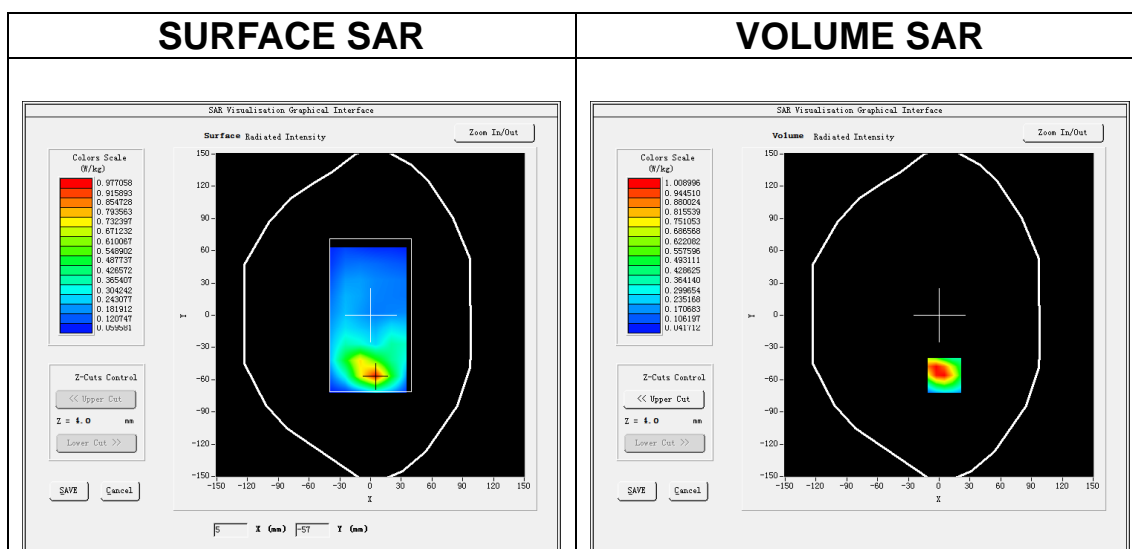 SURFACE SAR
VOLUME SAR
SAR Visualisation Graphical Interface
Surface Radiated Intensity
Zoom In/Out
Colors Scale
(W/kg)
0.977058
0.915893
0.854728
0.793563
0.732397
0.671232
0.610067
0.548902
0.487737
0.426572
0.365407
0.304242
0.243077
0.181912
0.120747
0.059581
150
120
90
60
30
0
-30
-60
-90
-120
-150
Y
-150 -120 -90 -60 -30 0 30 60 90 120 150
X
Z-Cuts Control
<< Upper Cut
Z = 4.0 mm
Lower Cut >>
SAVE Cancel
5 X (mm) -57 Y (mm)
SAR Visualisation Graphical Interface
Volume Radiated Intensity
Zoom In/Out
Colors Scale
(W/kg)
1.008996
0.944510
0.880024
0.815539
0.751053
0.686568
0.622082
0.557596
0.493111
0.428625
0.364140
0.299654
0.235168
0.170683
0.106197
0.041712
150
120
90
60
30
0
-30
-60
-90
-120
-150
Y
-150 -120 -90 -60 -30 0 30 60 90 120 150
X
Z-Cuts Control
<< Upper Cut
Z = 4.0 mm
Lower Cut >>
SAVE Cancel